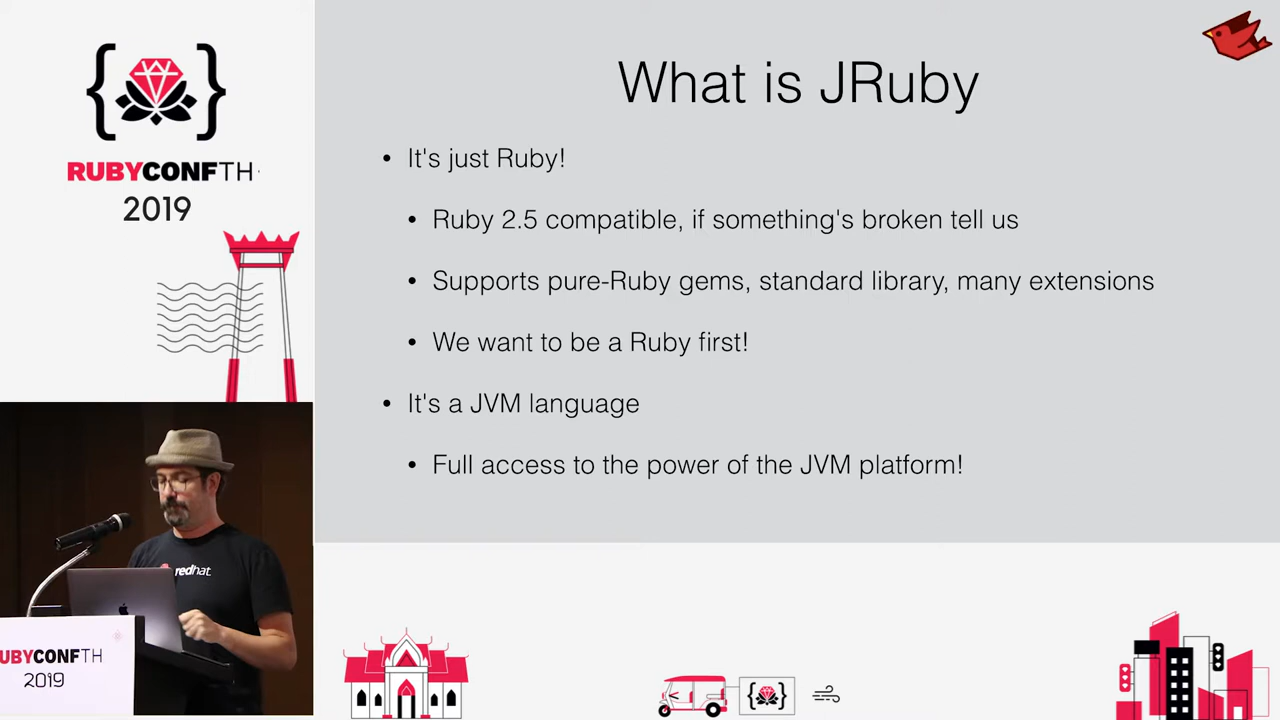 RUBYCONFTH
2019
What is JRuby
• It's just Ruby!
• Ruby 2.5 compatible, if something's broken tell us
• Supports pure-Ruby gems, standard library, many extensions
• We want to be a Ruby first!
• It's a JVM language
• Full access to the power of the JVM platform!
redhat
UBYCONFTH
2019